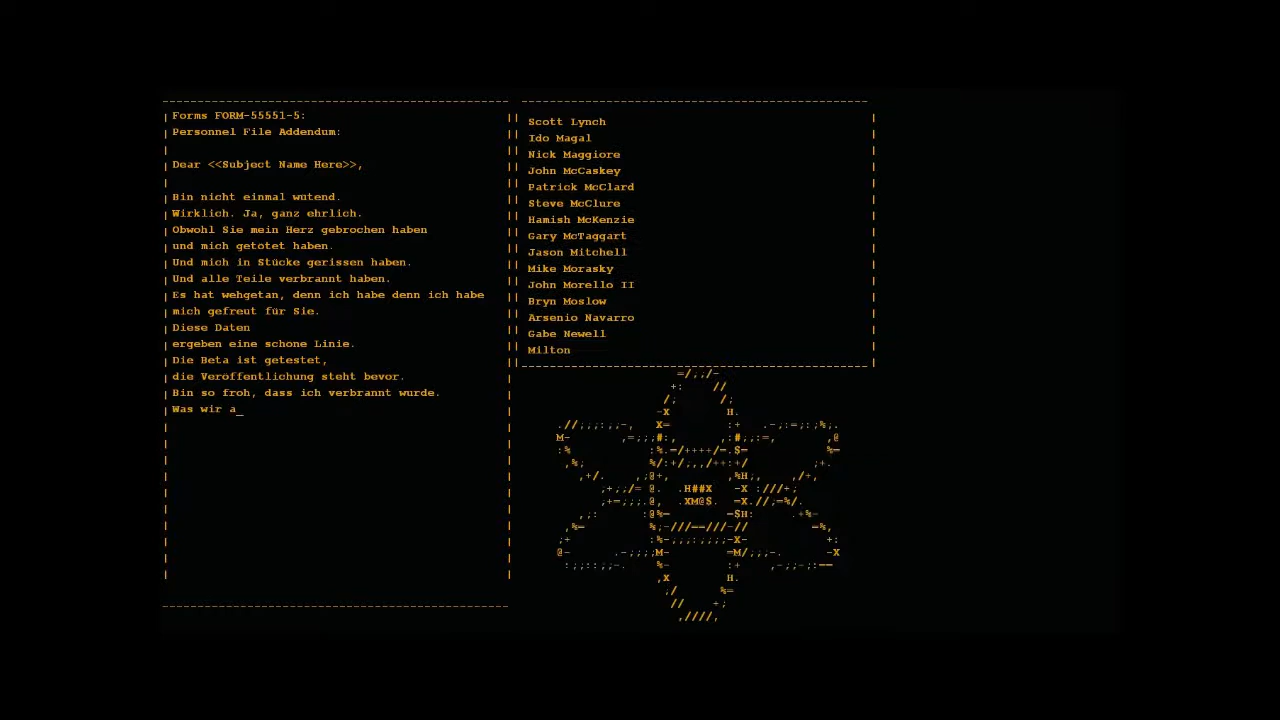 Forms FORM-55551-5:
Personnel File Addendum:
Dear <<Subject Name Here>>,
Bin nicht einmal wütend.
Wirklich. Ja, ganz ehrlich.
Obwohl Sie mein Herz gebrochen haben
und mich getötet haben.
Und mich in Stücke gerissen haben.
Und alle Teile verbrannt haben.
Es hat wehgetan, denn ich habe denn ich habe
mich gefreut für Sie.
Diese Daten
ergeben eine schöne Linie.
Die Beta ist getestet,
die Veröffentlichung steht bevor.
Bin so froh, dass ich verbrannt wurde.
Was wir a_
Scott Lynch
Ido Magal
Nick Maggiore
John McCaskey
Patrick McClard
Steve McClure
Hamish McKenzie
Gary McTaggart
Jason Mitchell
Mike Morasky
John Morello II
Bryn Moslow
Arsenio Navarro
Gabe Newell
Milton